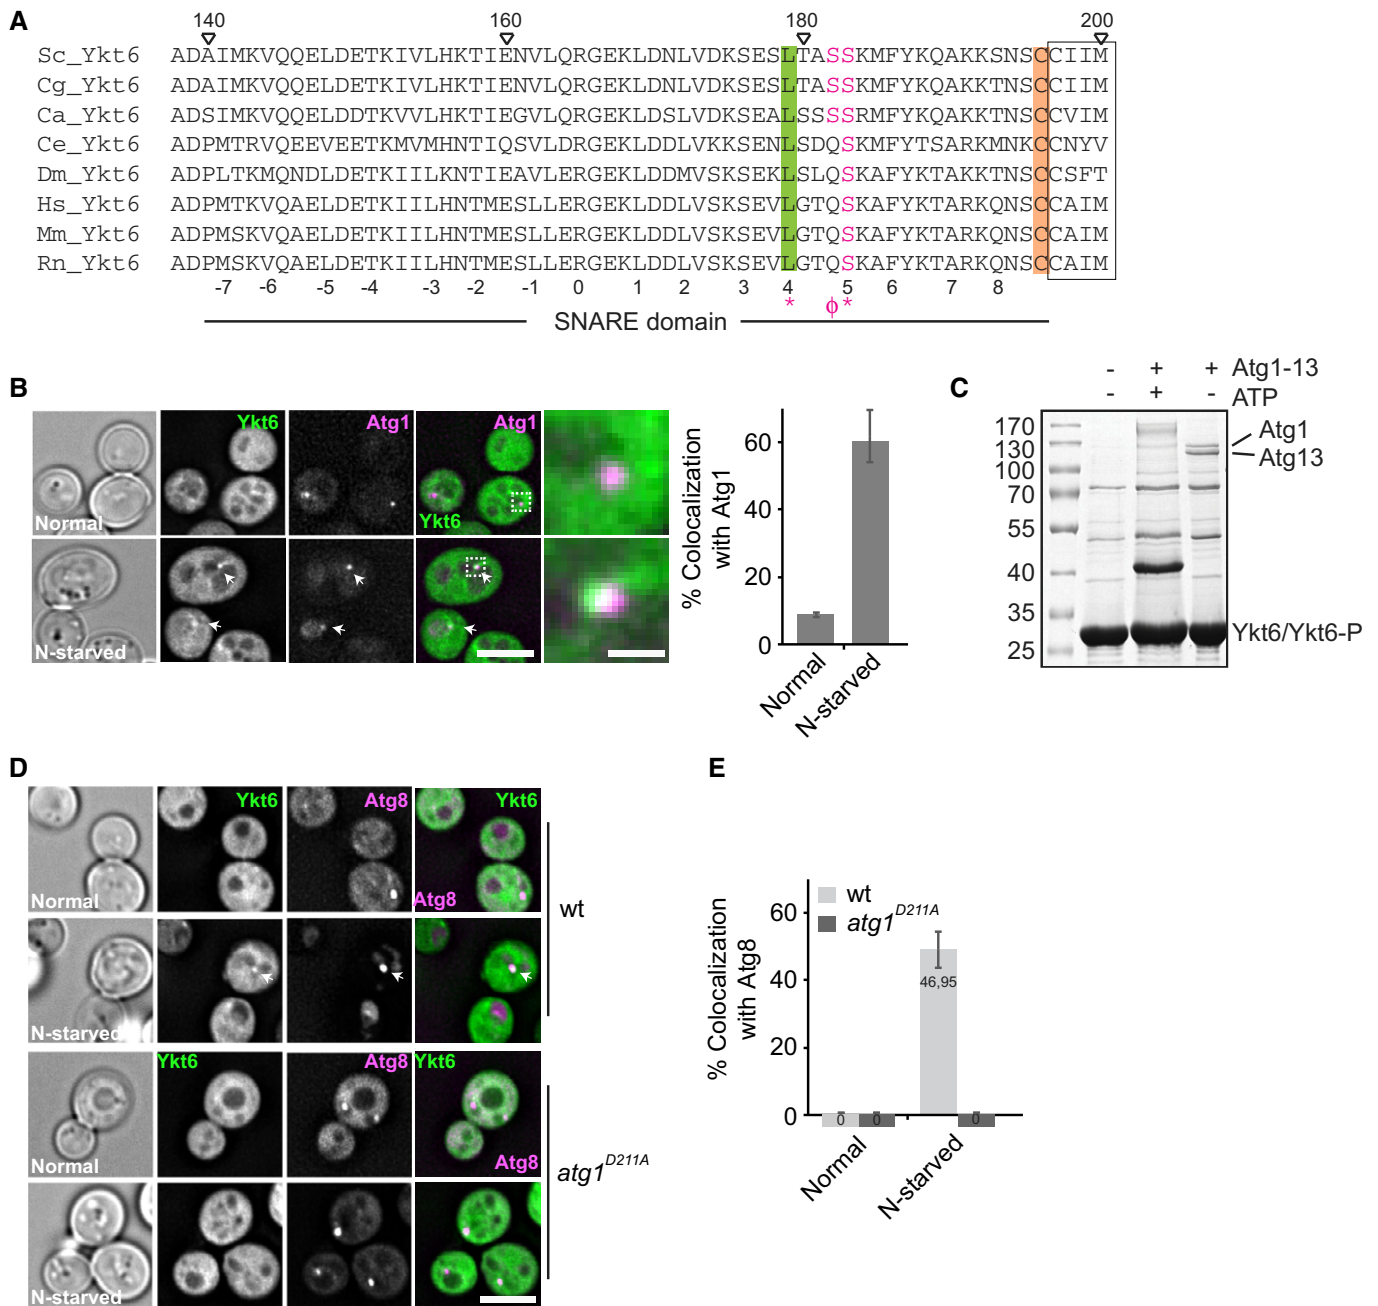 A
140 160 180 200
Sc_Ykt6 ADAIMKVQQELDETKIVLHKTIENVLQRGEKLDNLVDKSESLTASSKMFYKQAKKSNSCCIIM
Cg_Ykt6 ADAIMKVQQELDETKIVLHKTIENVLQRGEKLDNLVDKSESLTASSKMFYKQAKKTNSCCIIM
Ca_Ykt6 ADSIMKVQKELDDTKVVLHKTIEGVLQRGEKLDSLVDKSEALSSSSRMFYKQAKKTNSCCVIM
Ce_Ykt6 ADPMTRVQEEVEETKMVMHNTIQSVLDRGEKLDDLVKKSENLSDQSKMFYTSARKMNKCCNYV
Dm_Ykt6 ADPLTKMQNDLDETKIILKNTIEAVLERGEKLDDMVSKSEKLSLQSKAFYKTAKKTNSCCSFT
Hs_Ykt6 ADPMTKVQAELDETKIILHNTMESLLERGEKLDDLVSKSEVLGTQSKAFYKTARKQNSCCAIM
Mm_Ykt6 ADPMSKVQAELDETKIILHNTMESLLERGEKLDDLVSKSEVLGTQSKAFYKTARKQNSCCAIM
Rn_Ykt6 ADPMSKVQAELDETKIILHNTMESLLERGEKLDDLVSKSEVLGTQSKAFYKTARKQNSCCAIM
-7 -6 -5 -4 -3 -2 -1 0 1 2 3 4 5 6 7 8
* ϕ *
SNARE domain
B
Ykt6 Atg1 Atg1
Normal Ykt6
N-starved
% Colocalization
with Atg1
60
40
20
0
Normal
N-starved
C
- + + Atg1-13
- + - ATP
170
130
100
70
55
40
35
25
Atg1
Atg13
Ykt6/Ykt6-P
D
Ykt6 Atg8 Ykt6
Normal Atg8
wt
N-starved
Ykt6 Atg8 Ykt6
Normal Atg8
atg1D211A
N-starved
E
wt
atg1D211A
% Colocalization
with Atg8
60
40
20
0
46,95
0 0 0
Normal
N-starved